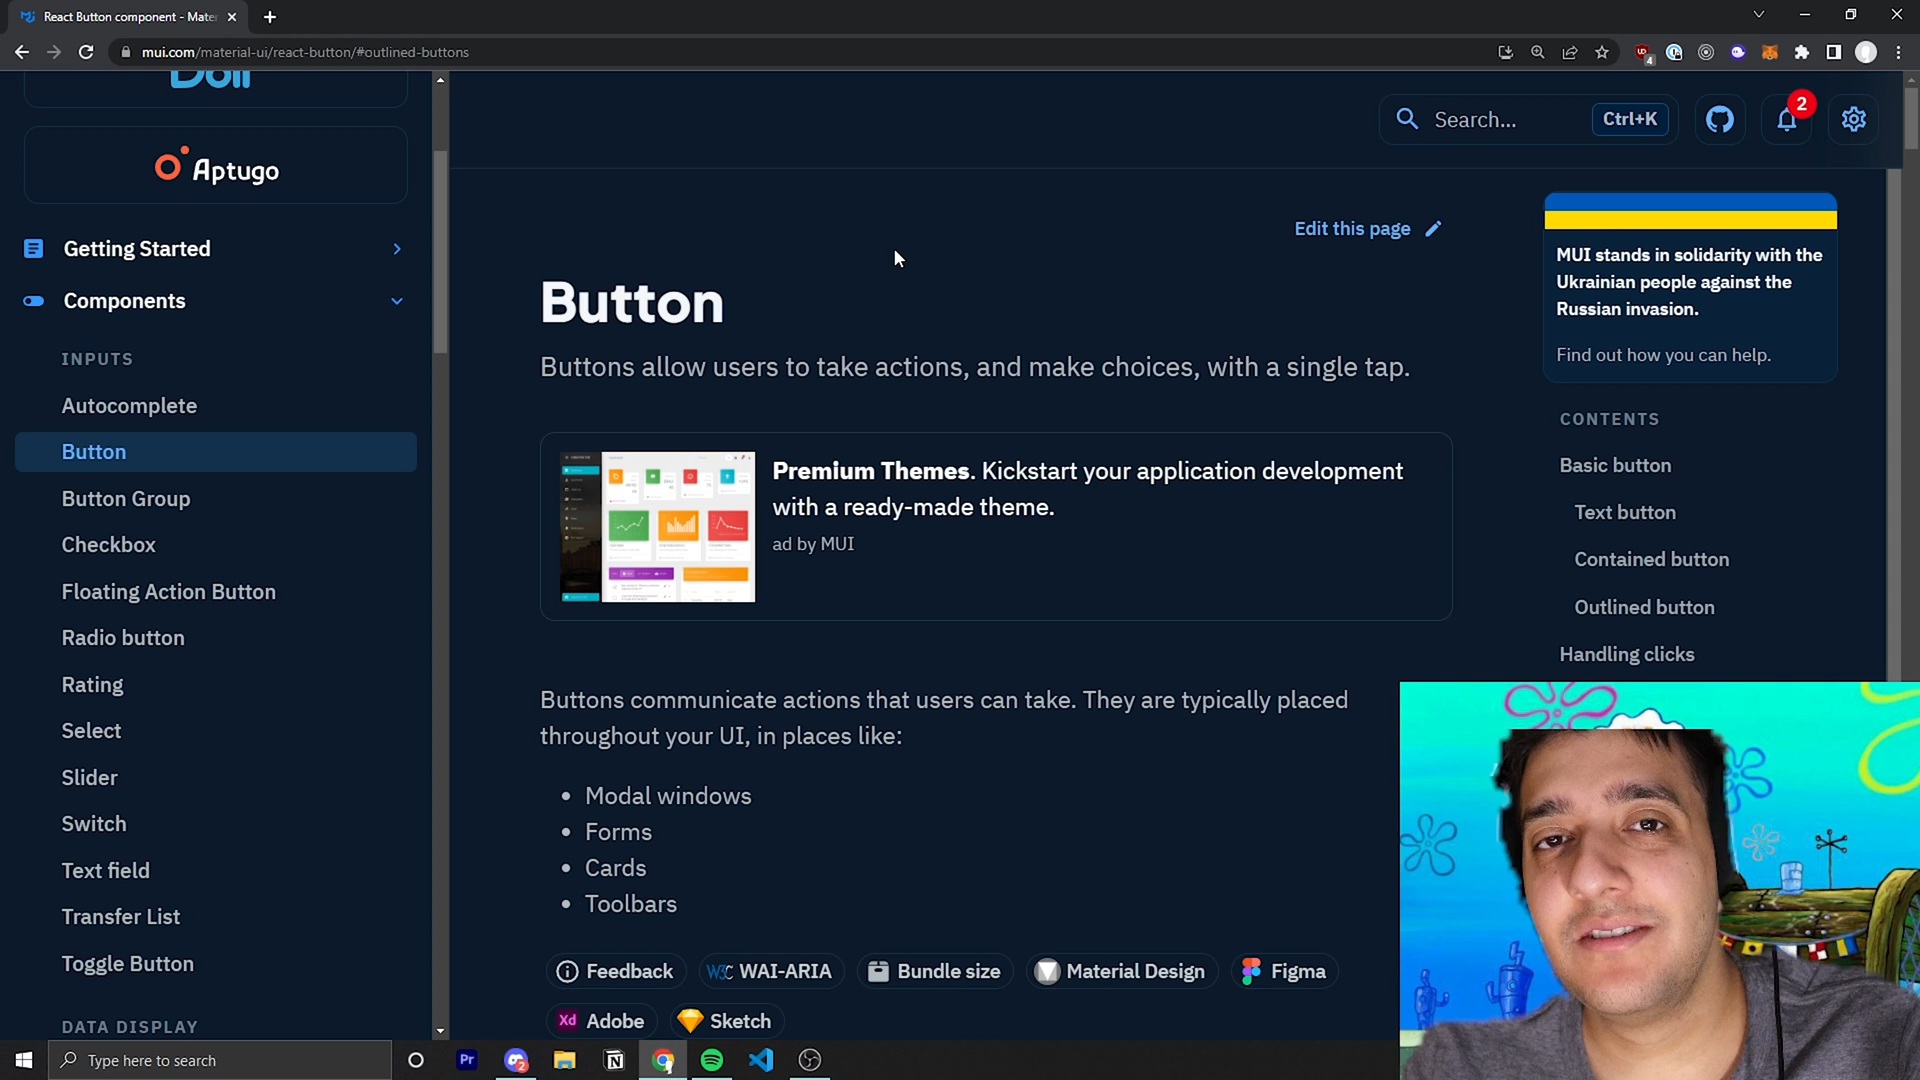 React Button component - Mater
mui.com/material-ui/react-button/#outlined-buttons
4
Doit
Aptugo
Getting Started
Components
INPUTS
Autocomplete
Button
Button Group
Checkbox
Floating Action Button
Radio button
Rating
Select
Slider
Switch
Text field
Transfer List
Toggle Button
DATA DISPLAY
Search...
Ctrl+K
2
Edit this page
Button
Buttons allow users to take actions, and make choices, with a single tap.
Premium Themes. Kickstart your application development
with a ready-made theme.
ad by MUI
Buttons communicate actions that users can take. They are typically placed
throughout your UI, in places like:
Modal windows
Forms
Cards
Toolbars
Feedback
W3C WAI-ARIA
Bundle size
Material Design
Figma
Xd Adobe
Sketch
MUI stands in solidarity with the
Ukrainian people against the
Russian invasion.
Find out how you can help.
CONTENTS
Basic button
Text button
Contained button
Outlined button
Handling clicks
Type here to search
Pr
2